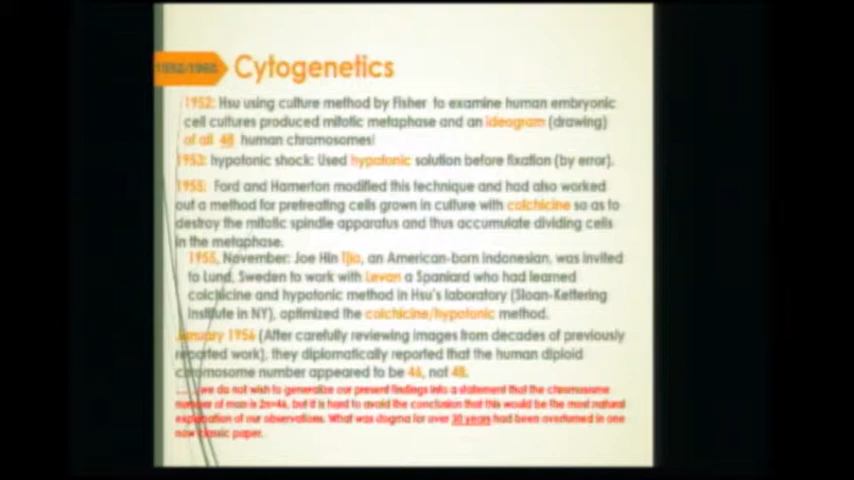 1952/1960
Cytogenetics
1952: Hsu using culture method by Fisher to examine human embryonic
cell cultures produced mitotic metaphase and an ideogram (drawing)
of all 48 human chromosomes!
1953: hypotonic shock: Used hypotonic solution before fixation (by error).
1955: Ford and Hamerton modified this technique and had also worked
out a method for pretreating cells grown in culture with colchicine so as to
destroy the mitotic spindle apparatus and thus accumulate dividing cells
in the metaphase.
1955, November: Joe Hin Tjio, an American-born Indonesian, was invited
to Lund, Sweden to work with Levan a Spaniard who had learned
colchicine and hypotonic method in Hsu's laboratory (Sloan-Kettering
Institute in NY), optimized the colchicine/hypotonic method.
January 1956 (After carefully reviewing images from decades of previously
reported work), they diplomatically reported that the human diploid
chromosome number appeared to be 46, not 48.
.....we do not wish to generalize our present findings into a statement that the chromosome
number of man is 2n=46, but it is hard to avoid the conclusion that this would be the most natural
explanation of our observations. What was dogma for over 30 years had been overturned in one
now classic paper.